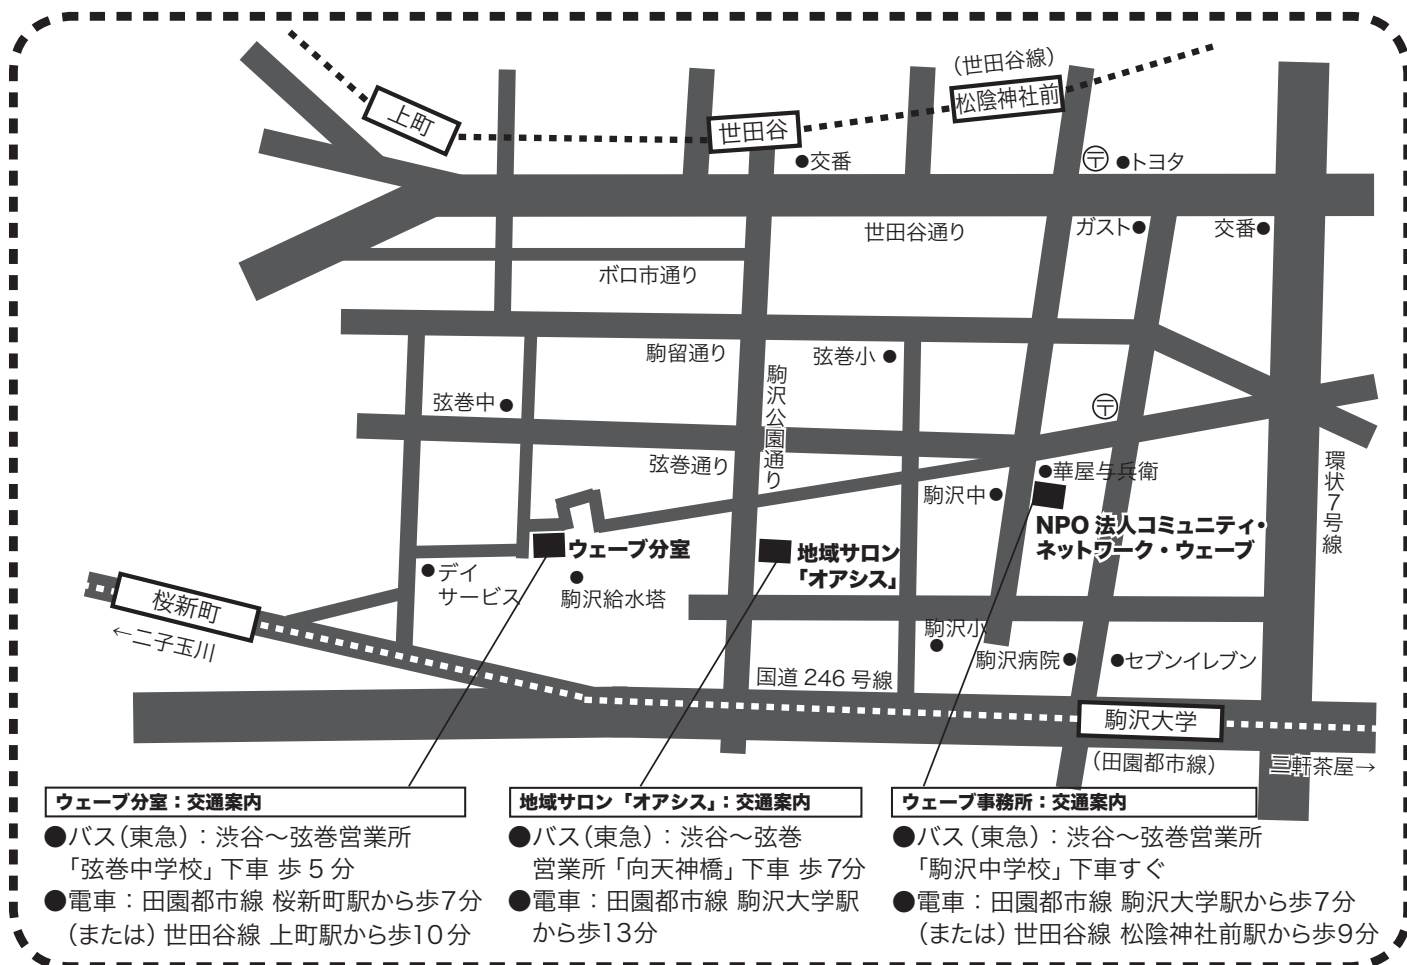 (世田谷線)
上町
世田谷
松陰神社前
●交番
〒
●トヨタ
世田谷通り
ガスト●
交番●
ボロ市通り
駒留通り
弦巻小●
駒沢公園通り
弦巻中●
〒
弦巻通り
環状7号線
●華屋与兵衛
駒沢中●
NPO 法人コミュニティ・
ネットワーク・ウェーブ
ウェーブ分室
地域サロン
「オアシス」
●デイ
サービス
●
駒沢給水塔
桜新町
←二子玉川
駒沢小
●
駒沢病院●
●セブンイレブン
国道 246 号線
駒沢大学
(田園都市線)
三軒茶屋→
ウェーブ分室:交通案内
●バス(東急):渋谷〜弦巻営業所
「弦巻中学校」下車 歩5分
●電車:田園都市線 桜新町駅から歩7分
(または)世田谷線 上町駅から歩10分
地域サロン「オアシス」:交通案内
●バス(東急):渋谷〜弦巻
営業所「向天神橋」下車 歩7分
●電車:田園都市線 駒沢大学駅
から歩13分
ウェーブ事務所:交通案内
●バス(東急):渋谷〜弦巻営業所
「駒沢中学校」下車すぐ
●電車:田園都市線 駒沢大学駅から歩7分
(または)世田谷線 松陰神社前駅から歩9分